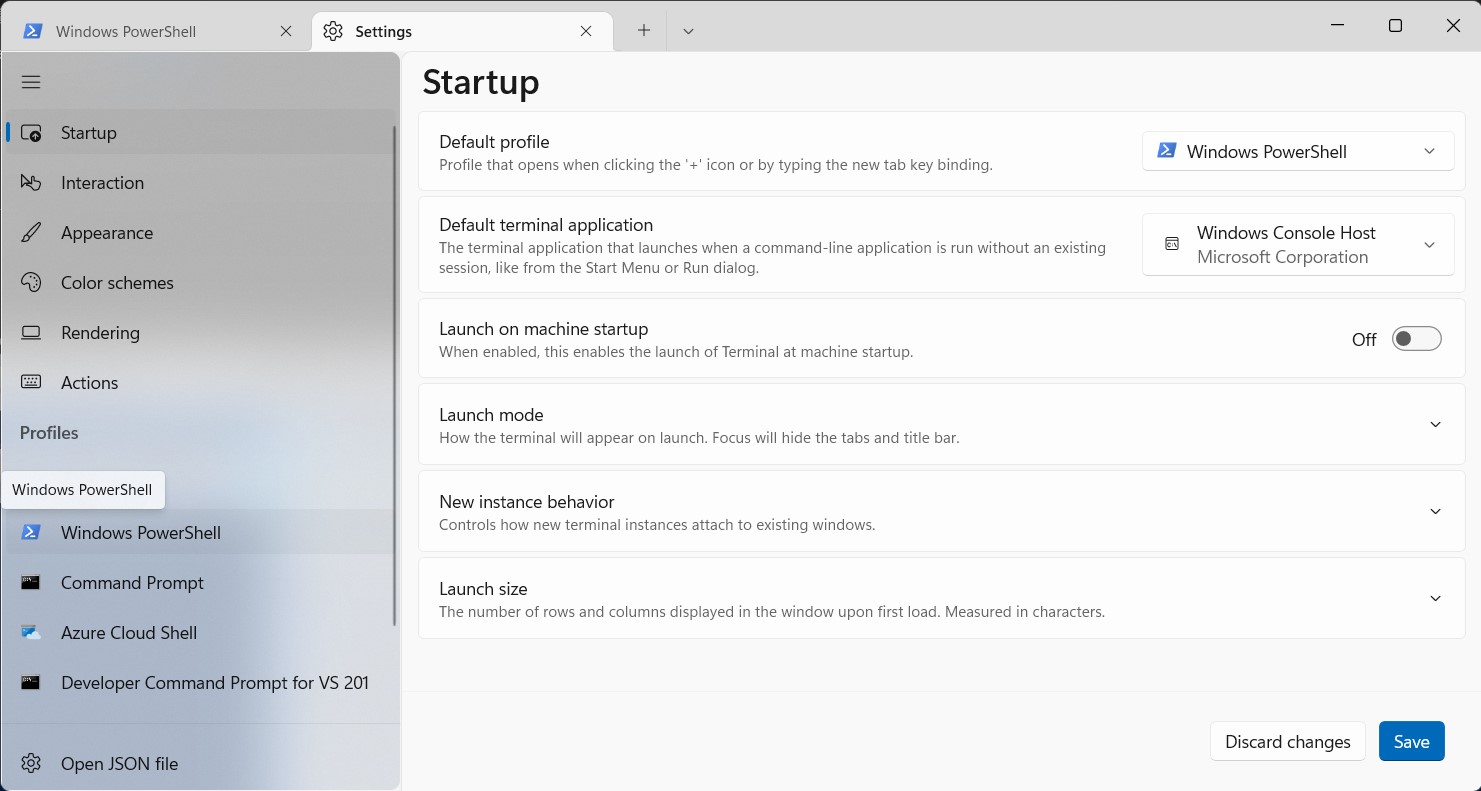 Windows PowerShell
Settings
Startup
Interaction
Appearance
Color schemes
Rendering
Actions
Profiles
Windows PowerShell
Windows PowerShell
Command Prompt
Azure Cloud Shell
Developer Command Prompt for VS 201
Open JSON file
Startup
Default profile
Profile that opens when clicking the '+' icon or by typing the new tab key binding.
Windows PowerShell
Default terminal application
The terminal application that launches when a command-line application is run without an existing
session, like from the Start Menu or Run dialog.
Windows Console Host
Microsoft Corporation
Launch on machine startup
When enabled, this enables the launch of Terminal at machine startup.
Off
Launch mode
How the terminal will appear on launch. Focus will hide the tabs and title bar.
New instance behavior
Controls how new terminal instances attach to existing windows.
Launch size
The number of rows and columns displayed in the window upon first load. Measured in characters.
Discard changes
Save